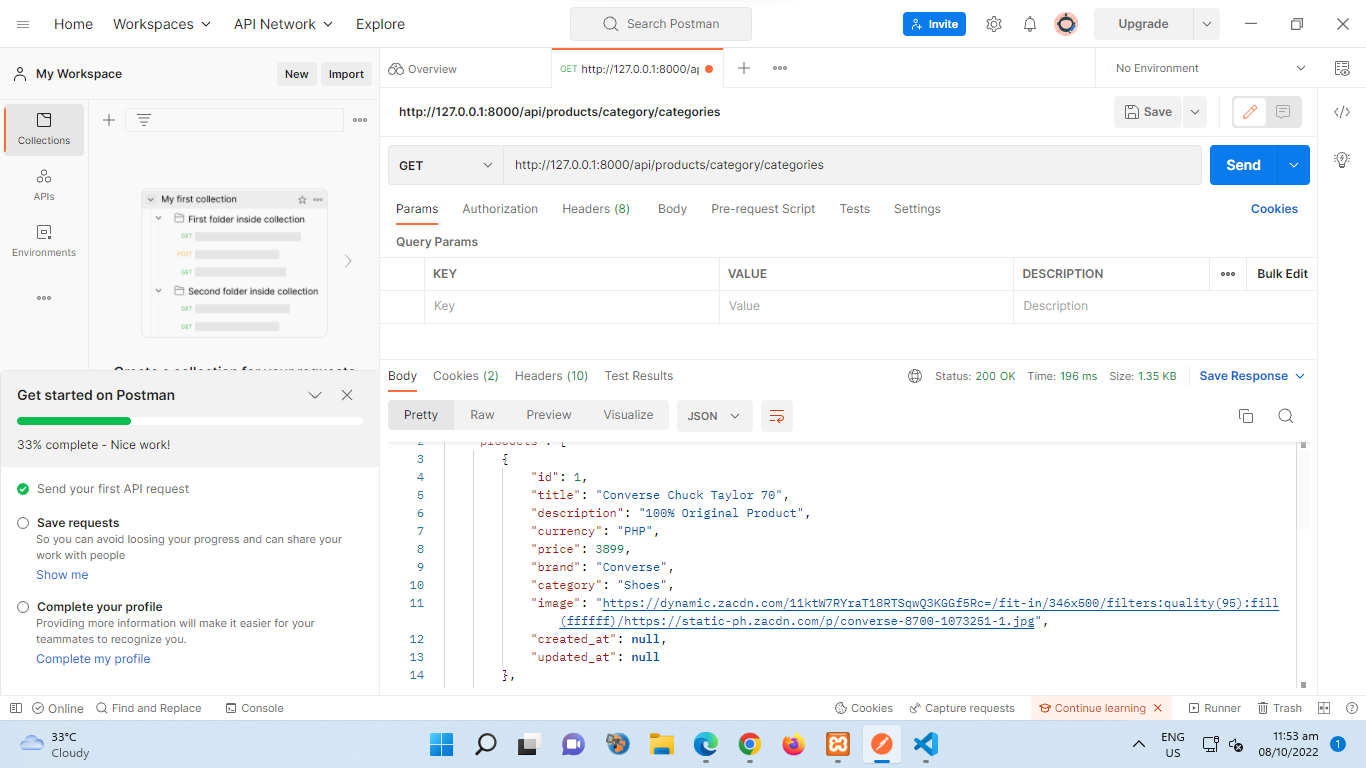 Home Workspaces API Network Explore Search Postman Invite Upgrade
My Workspace New Import Overview GET http://127.0.0.1:8000/a No Environment
http://127.0.0.1:8000/api/products/category/categories Save
Collections
APIs
Environments
My first collection
First folder inside collection
GET
POST
GET
Second folder inside collection
GET
GET
Create a collection for your requests
GET http://127.0.0.1:8000/api/products/category/categories Send
Params Authorization Headers (8) Body Pre-request Script Tests Settings Cookies
Query Params
KEY VALUE DESCRIPTION Bulk Edit
Key Value Description
Body Cookies (2) Headers (10) Test Results Status: 200 OK Time: 196 ms Size: 1.35 KB Save Response
Pretty Raw Preview Visualize JSON
2 "products": [
3 {
4 "id": 1,
5 "title": "Converse Chuck Taylor 70",
6 "description": "100% Original Product",
7 "currency": "PHP",
8 "price": 3899,
9 "brand": "Converse",
10 "category": "Shoes",
11 "image": "https://dynamic.zacdn.com/11ktW7RYraT18RTSqwQ3KGGf5Rc=/fit-in/346x500/filters:quality(95):fill
(ffffff)/https://static-ph.zacdn.com/p/converse-8700-1073251-1.jpg",
12 "created_at": null,
13 "updated_at": null
14 },
Get started on Postman
33% complete - Nice work!
Send your first API request
Save requests
So you can avoid loosing your progress and can share your
work with people
Show me
Complete your profile
Providing more information will make it easier for your
teammates to recognize you.
Complete my profile
Online Find and Replace Console Cookies Capture requests Continue learning Runner Trash
33°C
Cloudy
ENG
US
11:53 am
08/10/2022
1